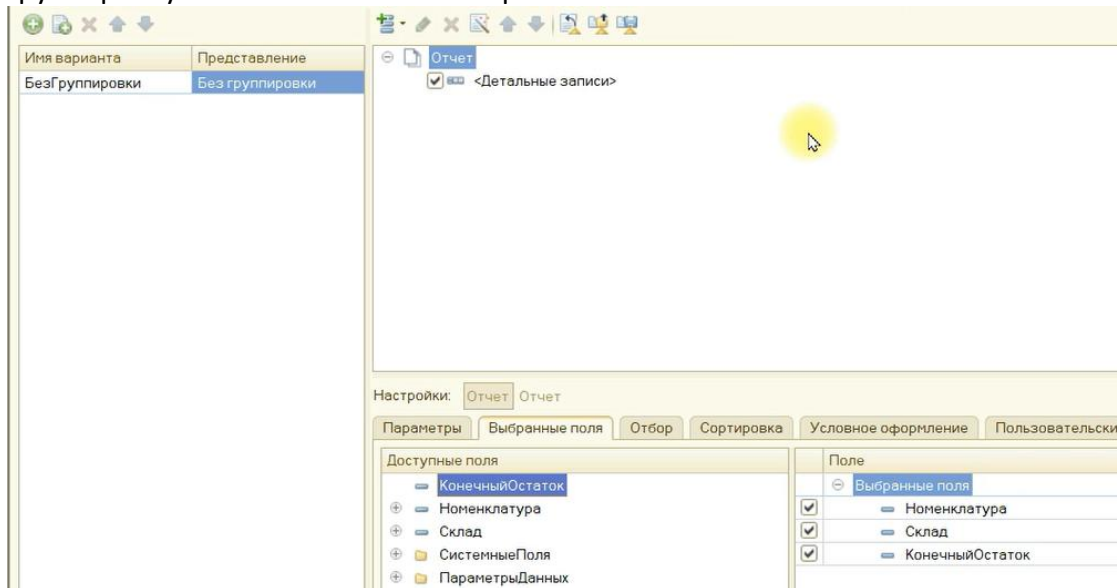 Имя варианта Представление
БезГруппировки Без группировки
Отчет
<Детальные записи>
Настройки: Отчет Отчет
Параметры Выбранные поля Отбор Сортировка Условное оформление Пользовательски
Доступные поля Поле
КонечныйОстаток Выбранные поля
Номенклатура Номенклатура
Склад Склад
СистемныеПоля КонечныйОстаток
ПараметрыДанных